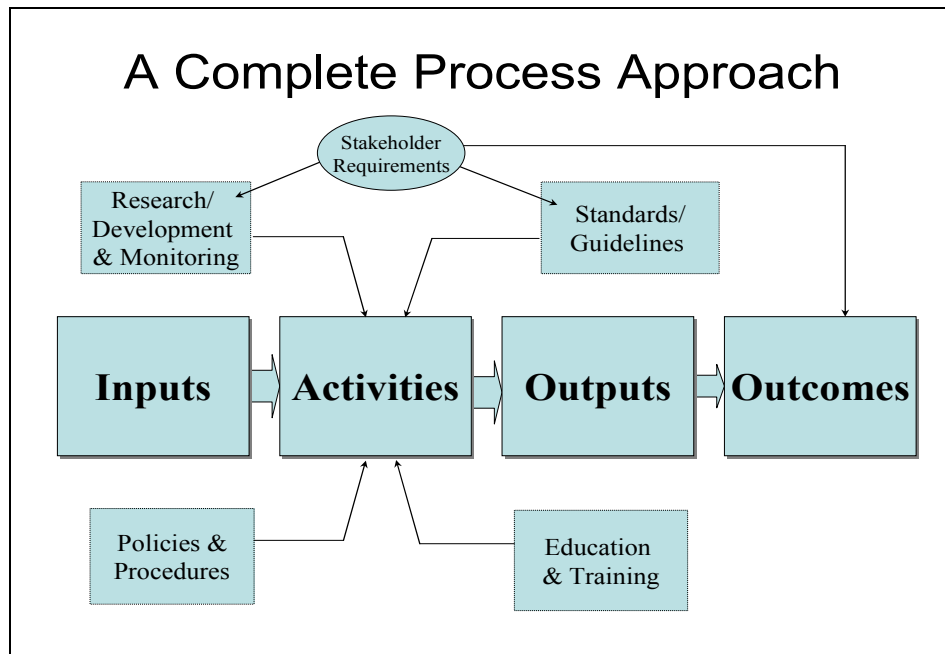 A Complete Process Approach
Stakeholder
Requirements
Research/
Development
& Monitoring
Standards/
Guidelines
Inputs
Activities
Outputs
Outcomes
Policies &
Procedures
Education
& Training